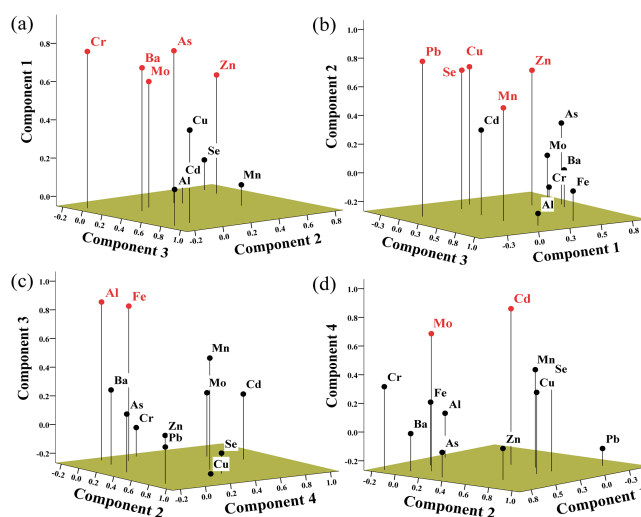 (a)
Component 1
0.8
0.6
0.4
0.2
0.0
-0.2
Cr
As
Ba
Mo
Zn
Cu
Se
Cd
Al
Mn
-0.2 0.0 0.2 0.4 0.6 0.8 1.0
Component 3
-0.2 0.0 0.2 0.4 0.6 0.8
Component 2
(b)
Component 2
1.0
0.8
0.6
0.4
0.2
0.0
-0.2
Pb
Cu
Se
Zn
Mn
Cd
As
Mo
Ba
Cr
Fe
Al
-0.2 0.0 0.2 0.4 0.6 0.8 1.0
Component 3
-0.3 0.0 0.3 0.5 0.8
Component 1
(c)
Component 3
1.0
0.8
0.6
0.4
0.2
0.0
-0.2
Al
Fe
Mn
Ba
Mo
Cd
As
Cr
Zn
Pb
Se
Cu
-0.2 0.0 0.2 0.4 0.6 0.8 1.0
Component 2
-0.2 0.0 0.2 0.4 0.6 0.8 1.0
Component 4
(d)
Component 4
1.0
0.8
0.6
0.4
0.2
0.0
-0.2
Cd
Mo
Cr
Mn
Se
Cu
Fe
Al
Ba
As
Zn
Pb
0.0 0.2 0.4 0.6 0.8 1.0
Component 2
0.8 0.5 0.3 0.0 -0.3
Component